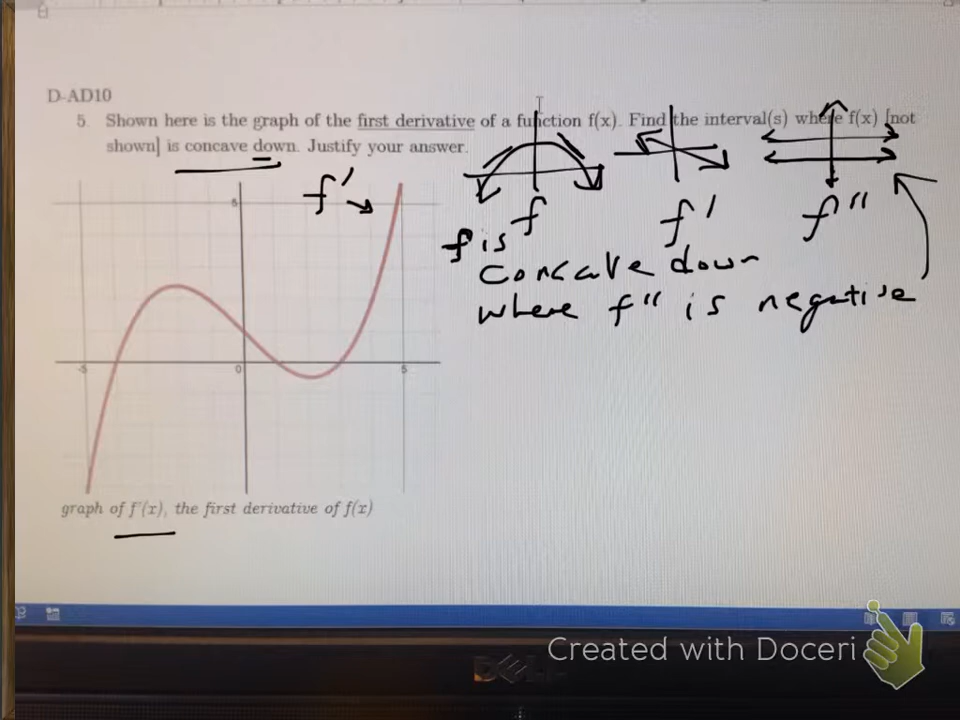 D-AD10
5. Shown here is the graph of the first derivative of a function f(x). Find the interval(s) where f(x) [not
shown] is concave down. Justify your answer.
f'
5
-5
0
5
f
f'
f"
f is
Concave down
where f" is negative
graph of f'(x), the first derivative of f(x)
Created with Doceri
DELL